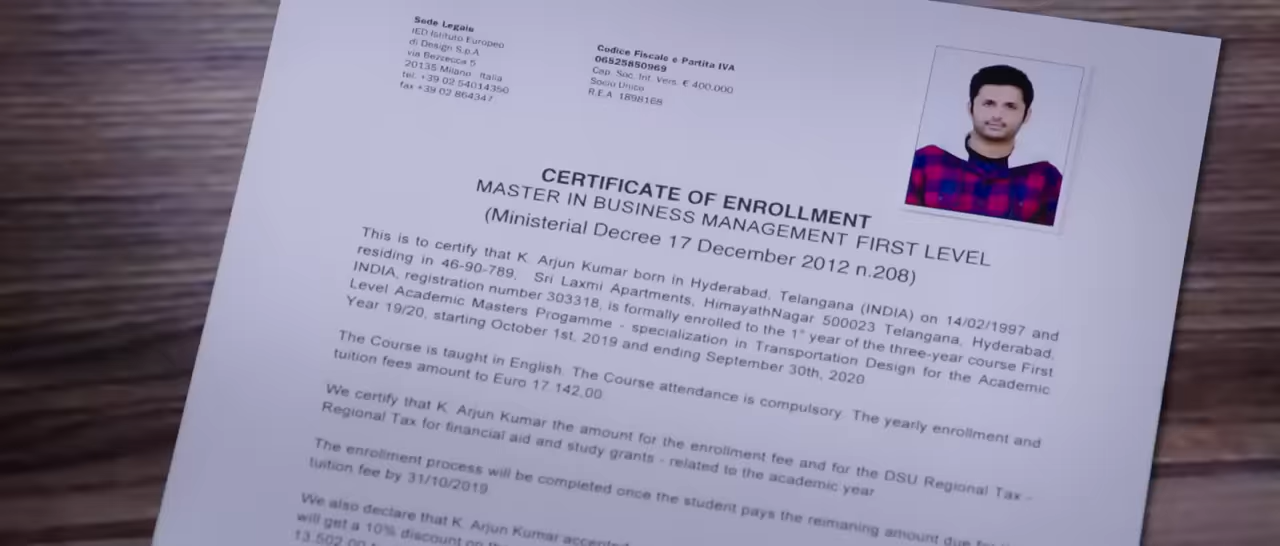 Sede Legale
IED Istituto Europeo
di Design S.p.A
via Bezzecca 5
20135 Milano Italia
tel. +39 02 54014350
fax +39 02 864347
Codice Fiscale e Partita IVA
06525850969
Cap. Soc. Int. Vers. € 400.000
Socio Unico
R.E.A. 1898168
CERTIFICATE OF ENROLLMENT
MASTER IN BUSINESS MANAGEMENT FIRST LEVEL
(Ministerial Decree 17 December 2012 n.208)
This is to certify that K. Arjun Kumar born in Hyderabad, Telangana (INDIA) on 14/02/1997 and
residing in 46-90-789, Sri Laxmi Apartments, HimayathNagar 500023 Telangana, Hyderabad,
INDIA, registration number 303318, is formally enrolled to the 1° year of the three-year course First
Level Academic Masters Progamme - specialization in Transportation Design for the Academic
Year 19/20, starting October 1st, 2019 and ending September 30th, 2020
The Course is taught in English. The Course attendance is compulsory. The yearly enrollment and
tuition fees amount to Euro 17 142,00
We certify that K. Arjun Kumar the amount for the enrollment fee and for the DSU Regional Tax -
Regional Tax for financial aid and study grants - related to the academic year
The enrollment process will be completed once the student pays the reimaning amount due for
tuition fee by 31/10/2019
We also declare that K. Arjun Kumar
will get a 10% discount on
13.502,00